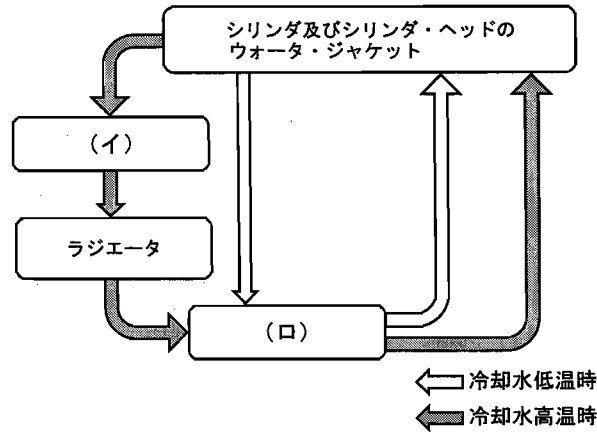 シリンダ及びシリンダ・ヘッドの
ウォータ・ジャケット
（イ）
ラジエータ
（ロ）
冷却水低温時
冷却水高温時